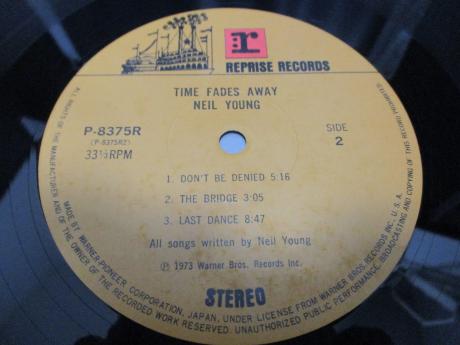 r:
REPRISE RECORDS
TIME FADES AWAY
NEIL YOUNG
P-8375R
(P-8375R2)
33⅓RPM
SIDE
2
1. DON'T BE DENIED 5:16
2. THE BRIDGE 3:05
3. LAST DANCE 8:47
All songs written by Neil Young
℗ 1973 Warner Bros. Records Inc.
STEREO
MADE BY WARNER-PIONEER CORPORATION, JAPAN, UNDER LICENSE FROM WARNER BROS. RECORDS INC., U.S.A.
ALL RIGHTS OF THE MANUFACTURER AND OF THE OWNER OF THE RECORDED WORK RESERVED. UNAUTHORIZED PUBLIC PERFORMANCE, BROADCASTING AND COPYING OF THIS RECORD PROHIBITED.